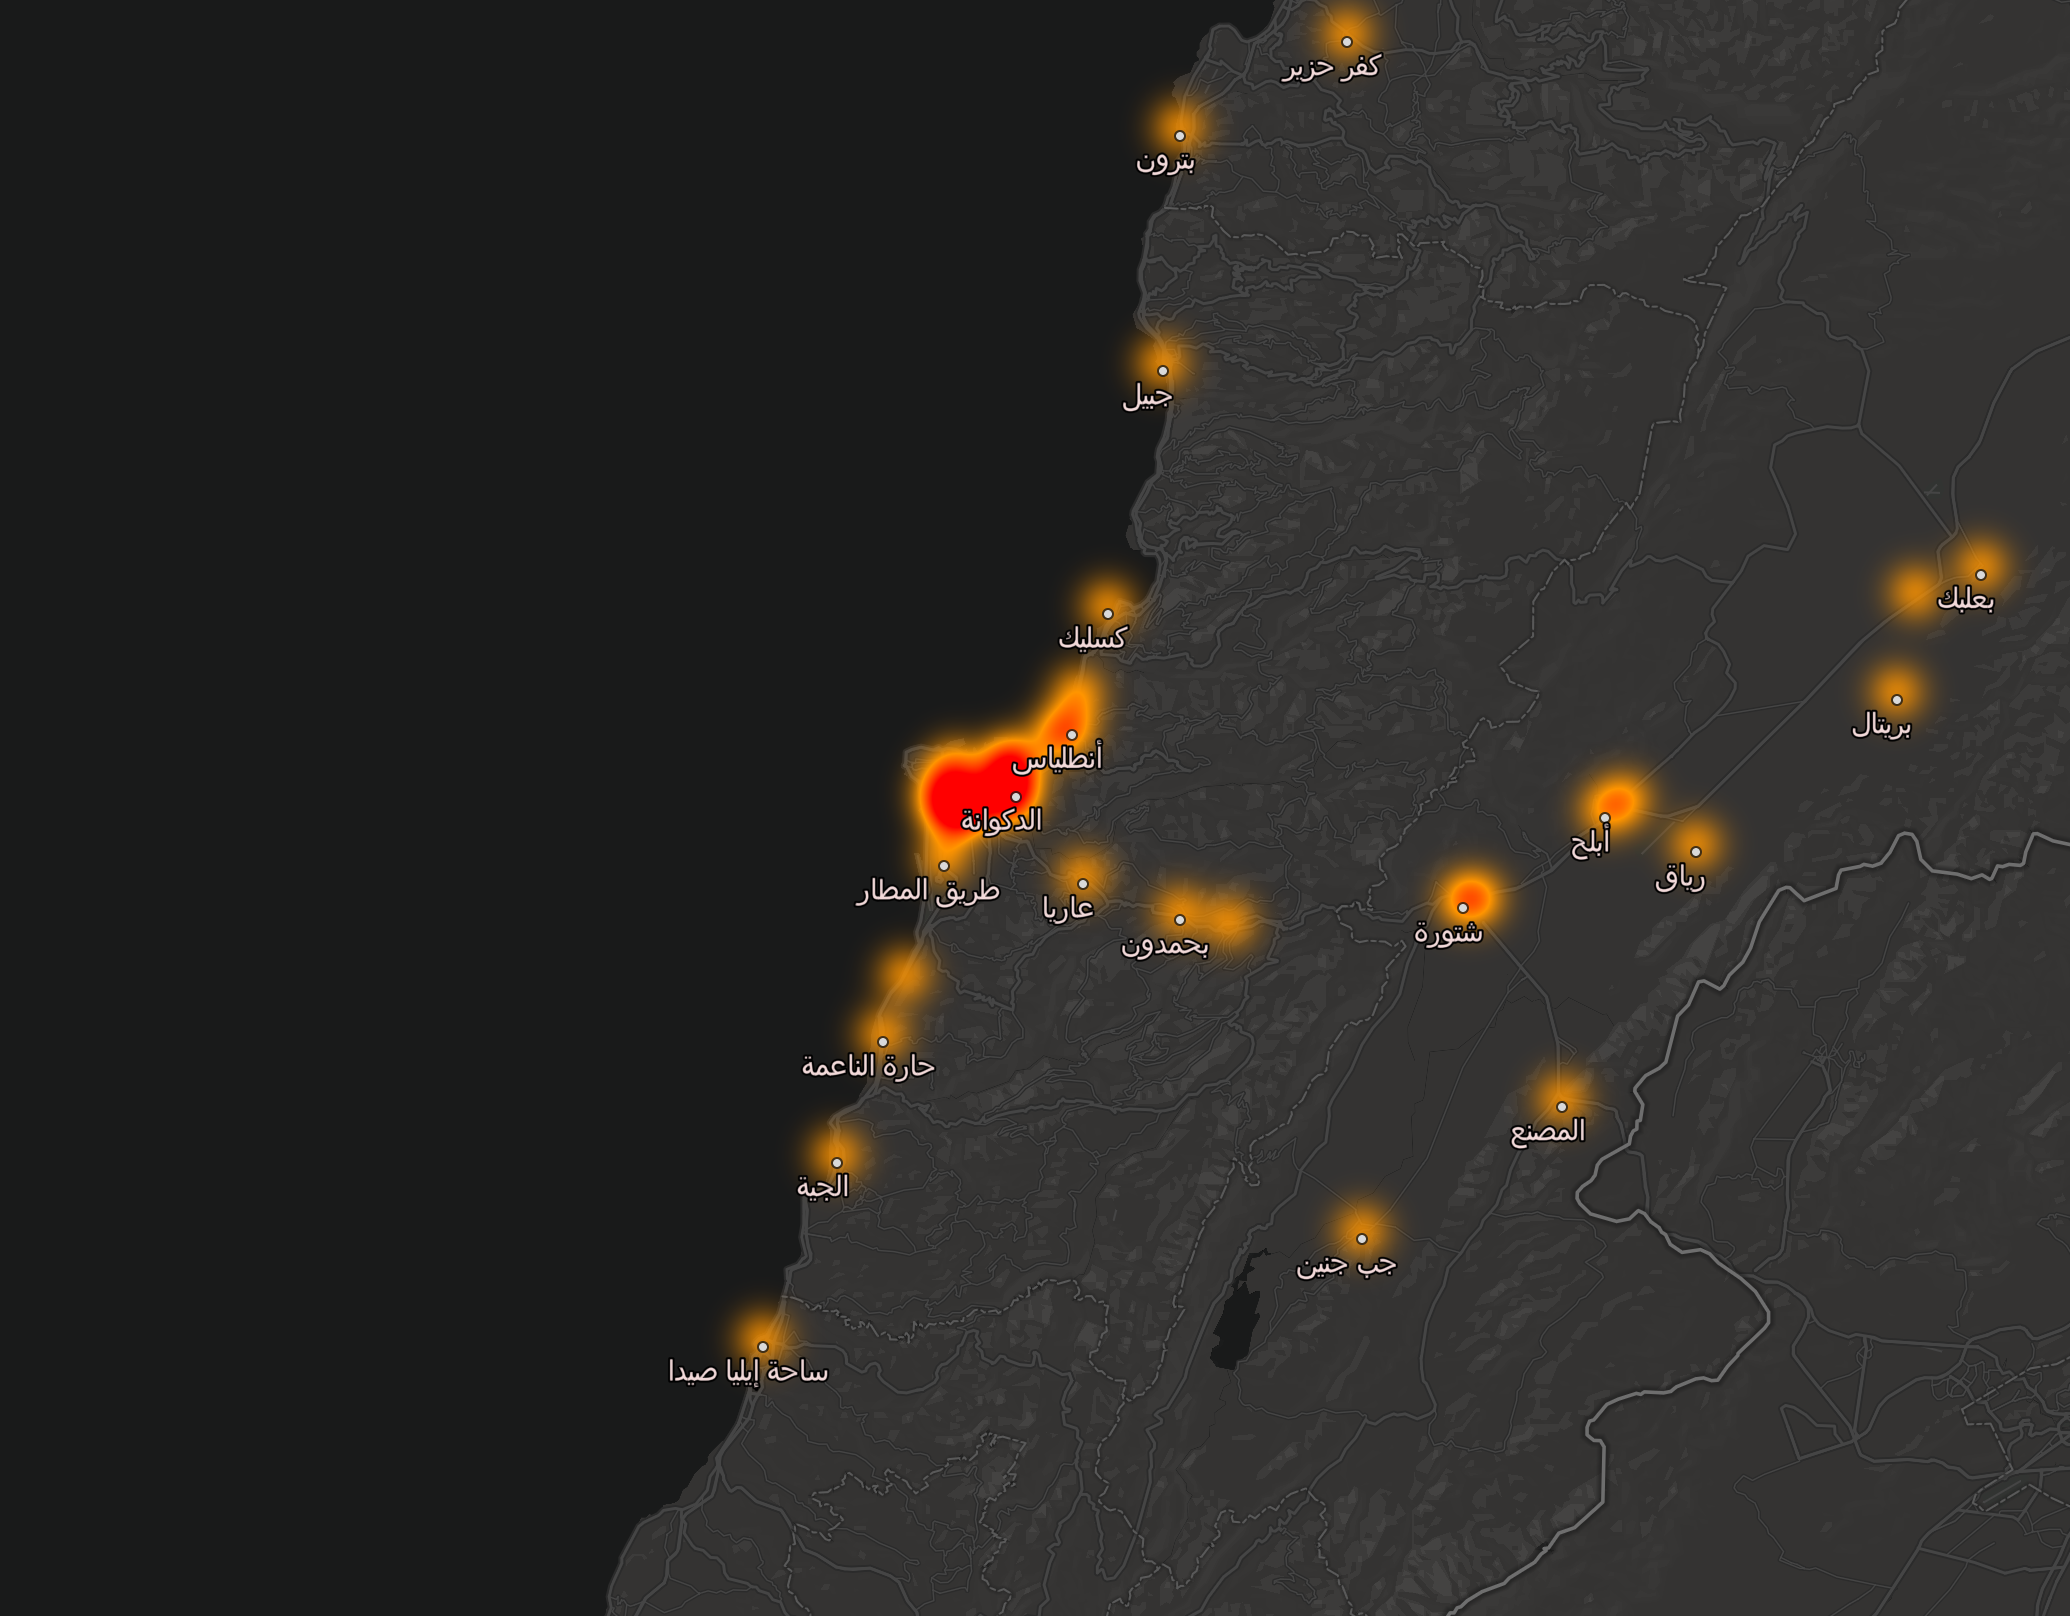 كفر حزير
بترون
جبيل
كسليك
بعلبك
بريتال
أنطلياس
الدكوانة
أبلح
رياق
طريق المطار
عاريا
بحمدون
شتورة
حارة الناعمة
المصنع
الجية
جب جنين
ساحة إيليا صيدا